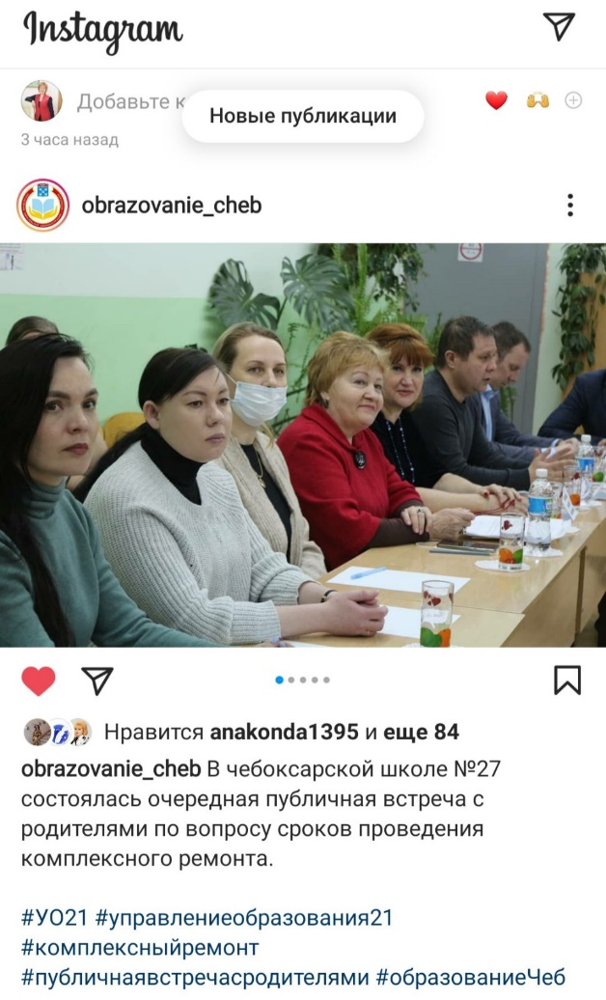 Instagram
Добавьте к
Новые публикации
3 часа назад
obrazovanie_cheb
Нравится anakonda1395 и еще 84
obrazovanie_cheb В чебоксарской школе №27
состоялась очередная публичная встреча с
родителями по вопросу сроков проведения
комплексного ремонта.
#УО21 #управлениеобразования21
#комплексныйремонт
#публичнаявстречасродителями #образованиеЧеб